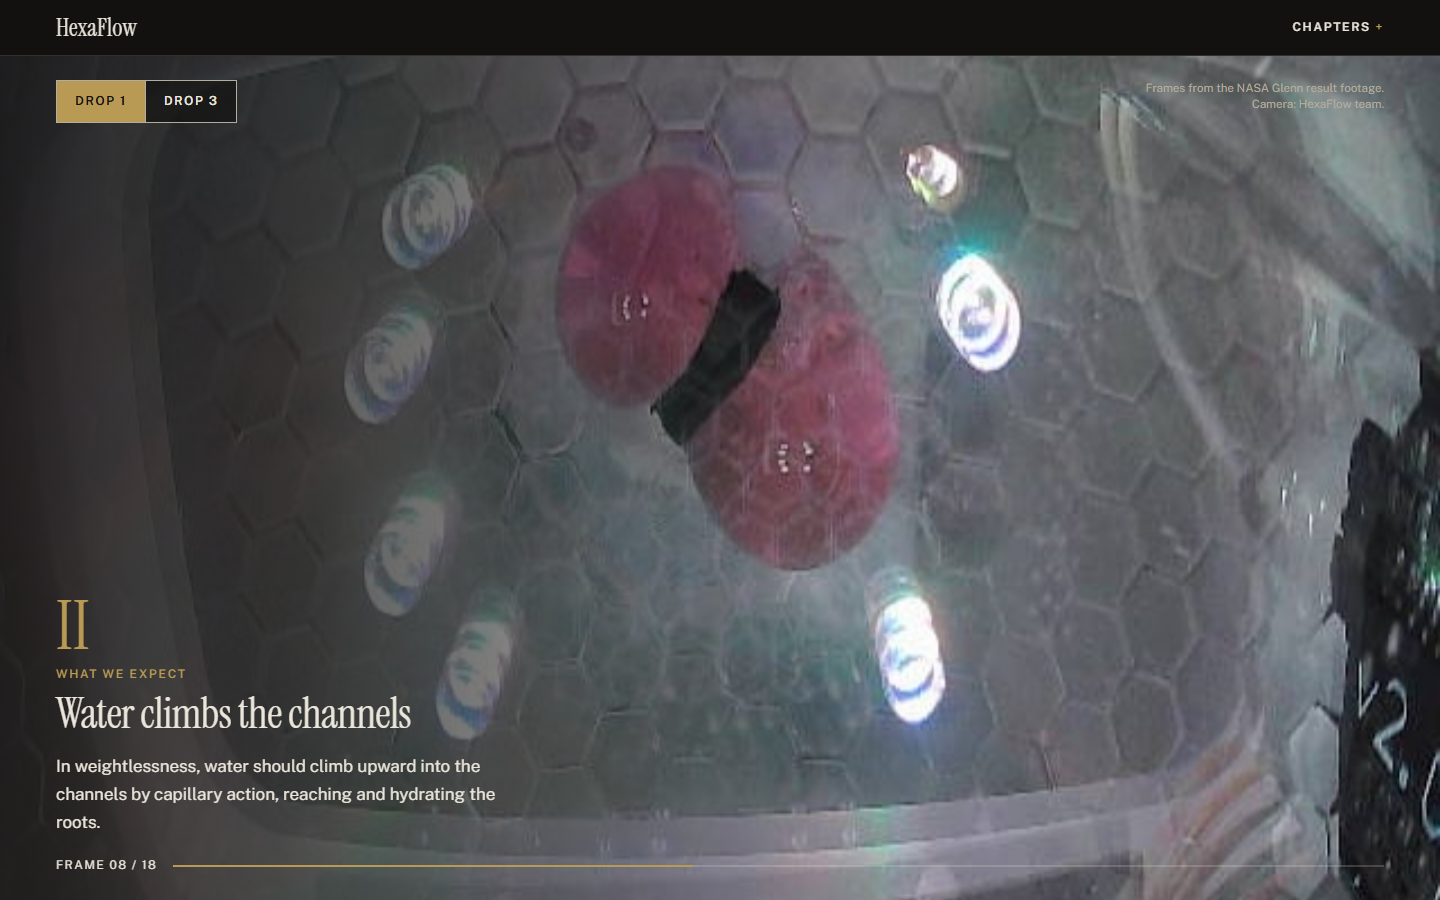 HexaFlow
CHAPTERS +
DROP 1
DROP 3
Frames from the NASA Glenn result footage.
Camera: HexaFlow team.
II
WHAT WE EXPECT
Water climbs the channels
In weightlessness, water should climb upward into the
channels by capillary action, reaching and hydrating the
roots.
FRAME 08 / 18